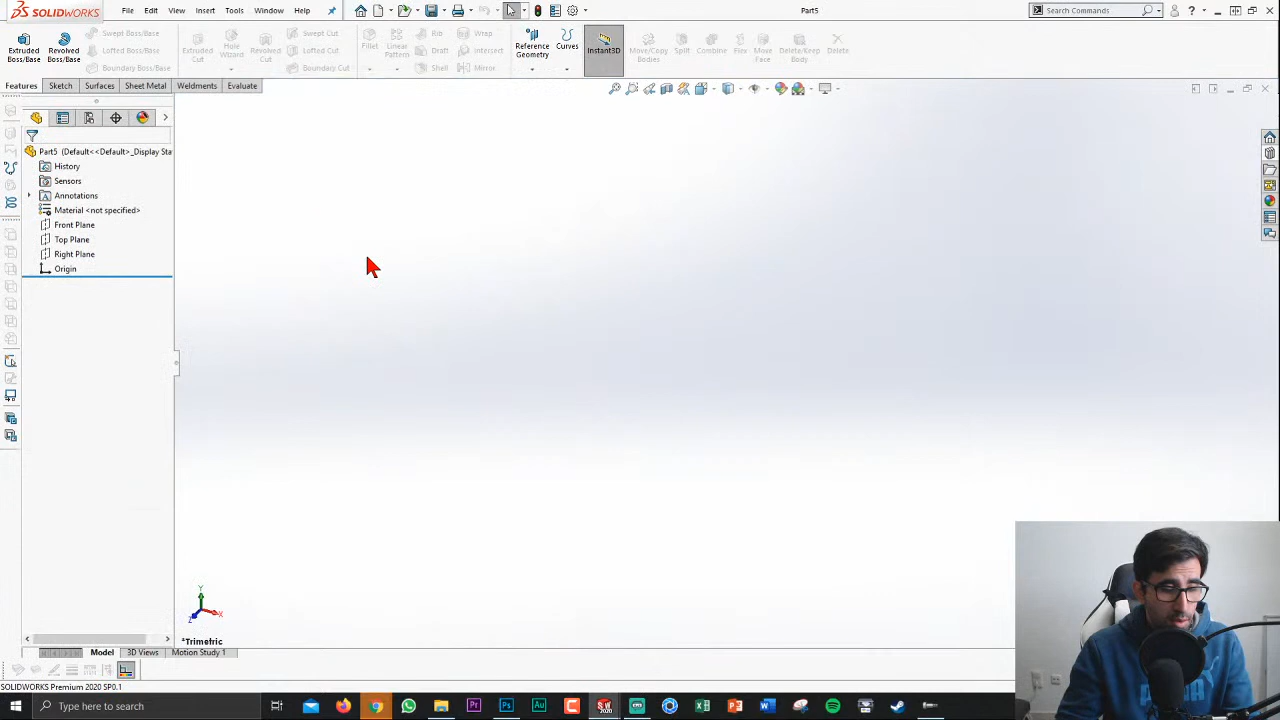 SOLIDWORKS File Edit View Insert Tools Window Help Part5 Search Commands ?
Extruded Boss/Base
Revolved Boss/Base
Swept Boss/Base
Lofted Boss/Base
Boundary Boss/Base
Extruded Cut
Hole Wizard
Revolved Cut
Swept Cut
Lofted Cut
Boundary Cut
Fillet
Linear Pattern
Rib
Draft
Shell
Wrap
Intersect
Mirror
Reference Geometry
Curves
Instant3D
Move/Copy Bodies
Split
Combine
Flex
Move Face
Delete/Keep Body
Delete
Features Sketch Surfaces Sheet Metal Weldments Evaluate
Part5 (Default<<Default>_Display Sta
History
Sensors
Annotations
Material <not specified>
Front Plane
Top Plane
Right Plane
Origin
Y
X
Z
*Trimetric
Model 3D Views Motion Study 1
SOLIDWORKS Premium 2020 SP0.1
Type here to search